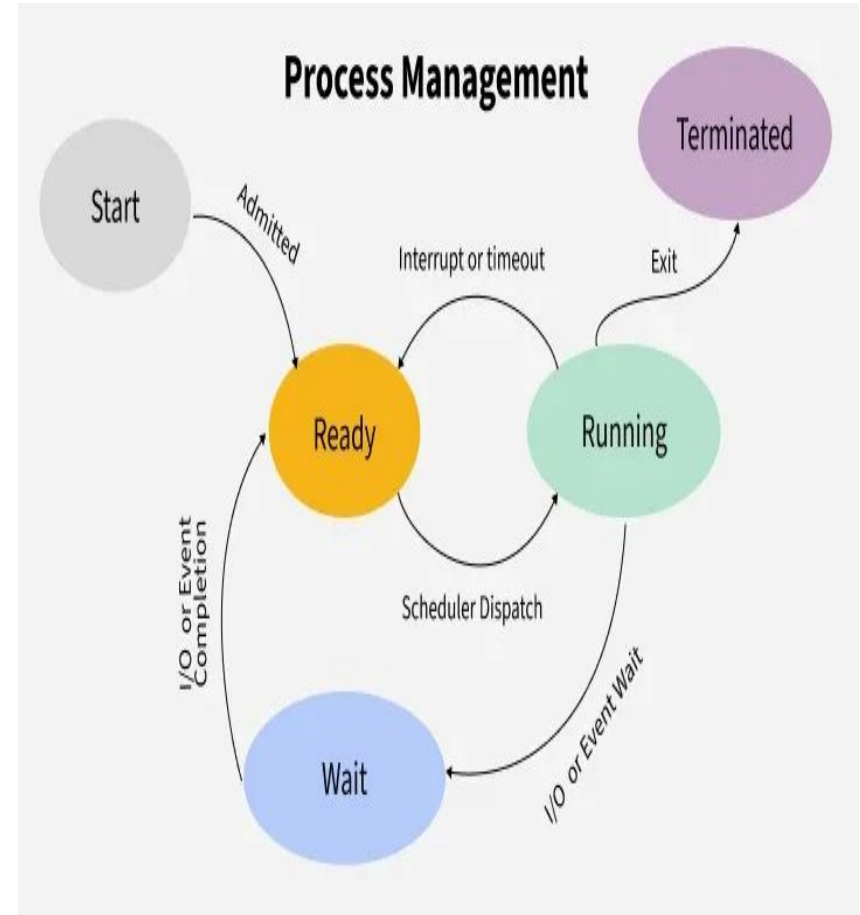 Process Management
Terminated
Start
Admitted
Interrupt or timeout
Exit
Ready
Running
I/O or Event
Completion
Scheduler Dispatch
I/O or Event Wait
Wait